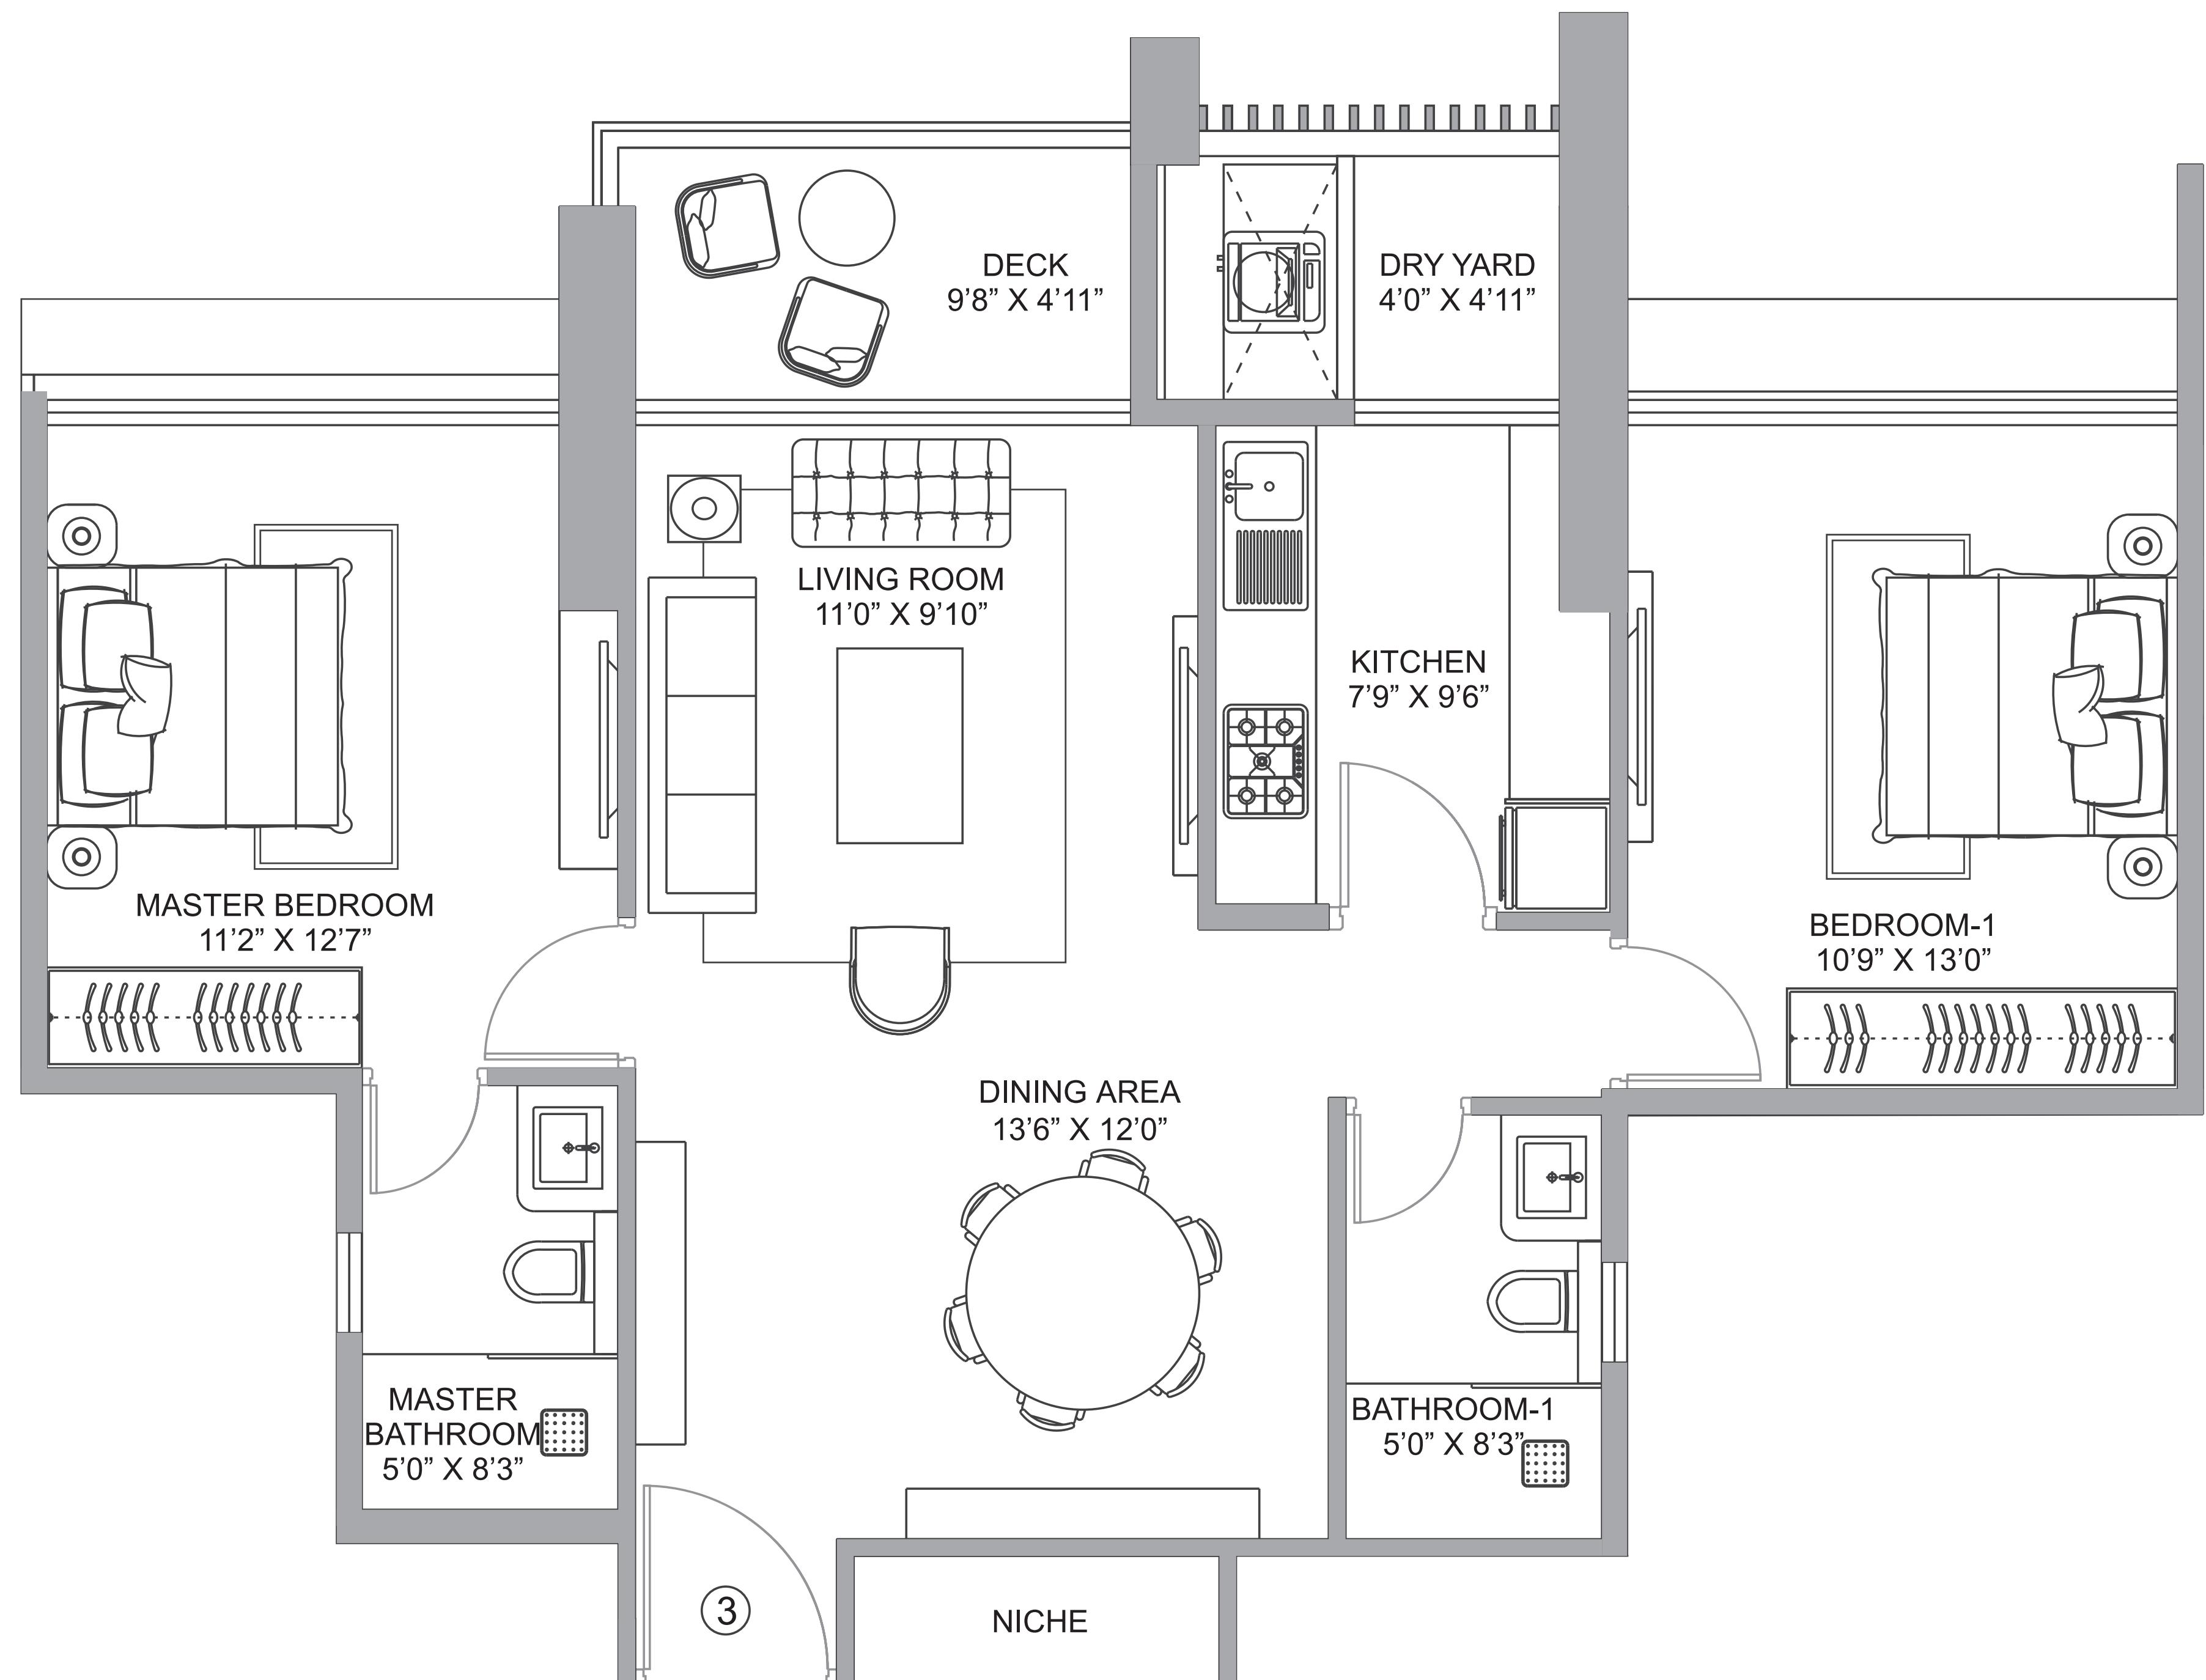 DECK
9’8” X 4’11”
DRY YARD
4’0” X 4’11”
LIVING ROOM
11’0” X 9’10”
KITCHEN
7’9” X 9’6”
MASTER BEDROOM
11’2” X 12’7”
BEDROOM-1
10’9” X 13’0”
DINING AREA
13’6” X 12’0”
MASTER
BATHROOM
5’0” X 8’3”
BATHROOM-1
5’0” X 8’3”
3
NICHE